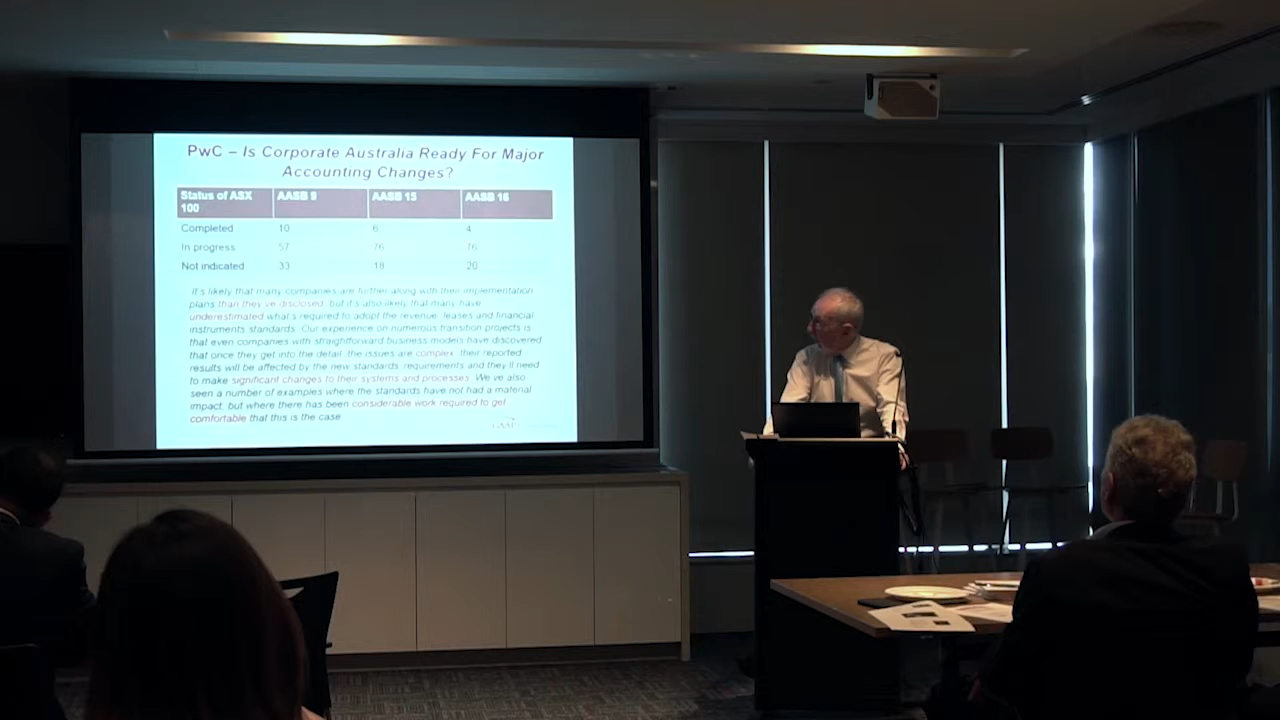 PwC – Is Corporate Australia Ready For Major
Accounting Changes?
Status of ASX 100 AASB 9 AASB 15 AASB 16
Completed 10 6 4
In progress 57 76 76
Not indicated 33 18 20
It's likely that many companies are further along with their implementation
plans than they've disclosed, but it's also likely that many have
underestimated what's required to adopt the revenue, leases and financial
instruments standards. Our experience on numerous transition projects is
that even companies with straightforward business models have discovered
that once they get into the detail, the issues are complex, their reported
results will be affected by the new standards' requirements and they'll need
to make significant changes to their systems and processes. We've also
seen a number of examples where the standards have not had a material
impact, but where there has been considerable work required to get
comfortable that this is the case
GAAP